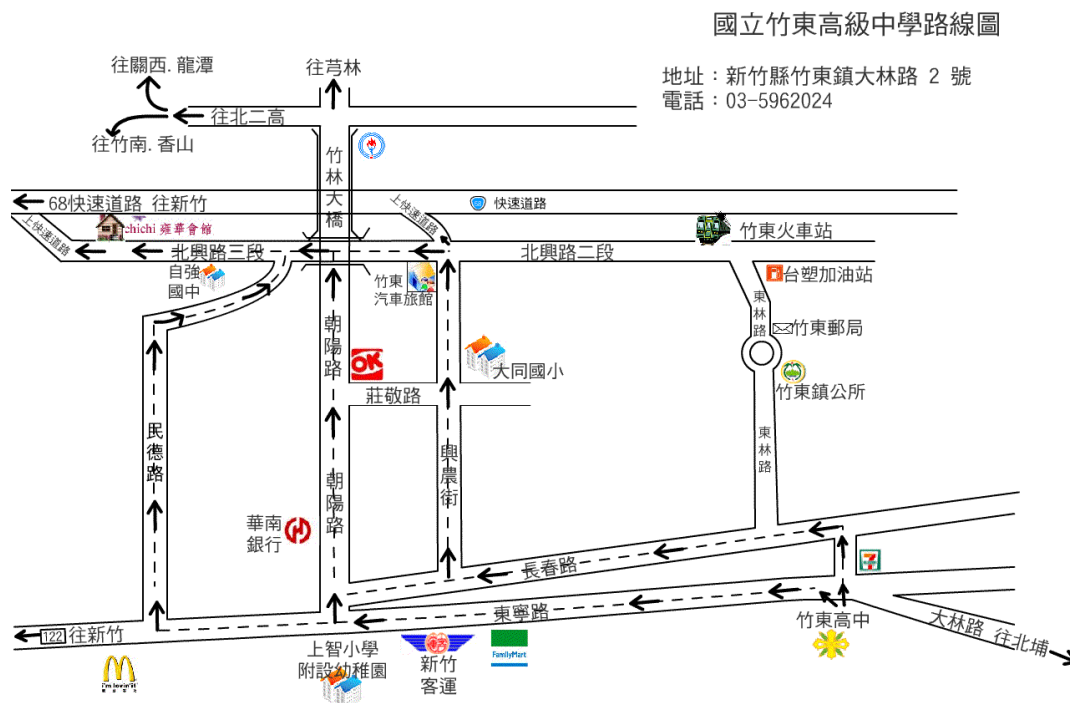 國立竹東高級中學路線圖
地址：新竹縣竹東鎮大林路 2 號
電話：03-5962024
往關西. 龍潭
往芎林
往北二高
往竹南. 香山
竹林大橋
68快速道路 往新竹
上快速道路
快速道路
上快速道路
chichi 雍華會館
竹東火車站
北興路三段
北興路二段
自強
國中
竹東
汽車旅館
台塑加油站
東林路
竹東郵局
朝陽路
OK
大同國小
竹東鎮公所
莊敬路
民德路
興農街
東林路
朝陽路
華南
銀行
長春路
7
東寧路
竹東高中
大林路 往北埔
122 往新竹
上智小學
附設幼稚園
新竹
客運
FamilyMart
i'm lovin' it